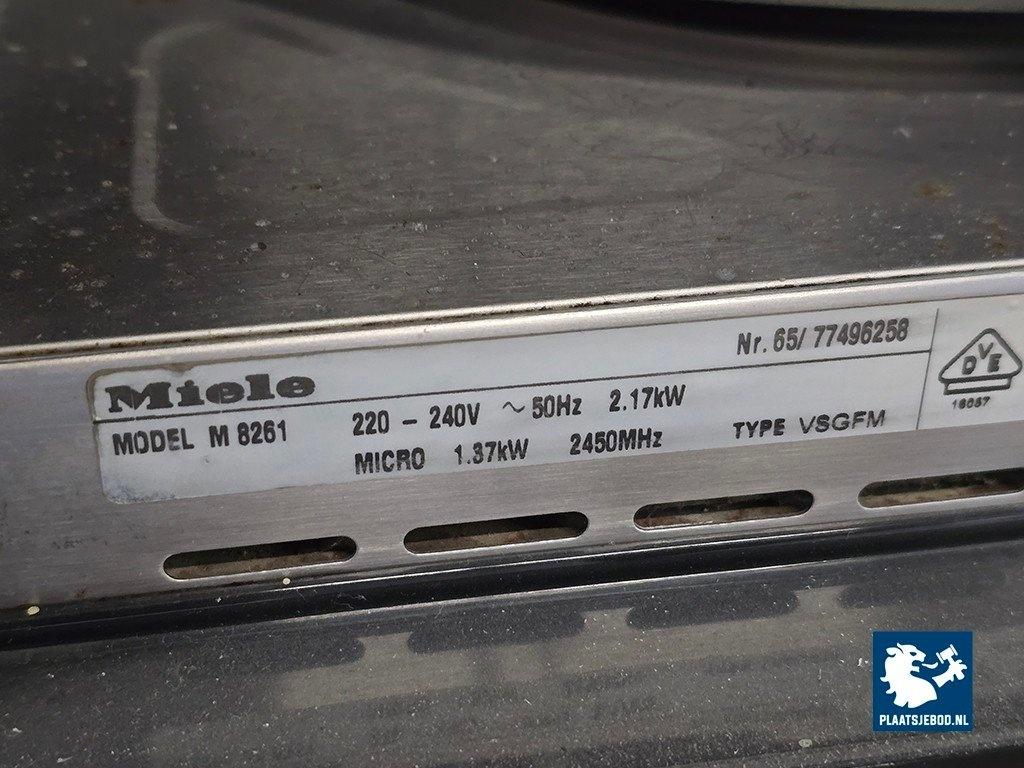 Nr. 65/ 77496258
Miele
MODEL M 8261
220 - 240V ~ 50Hz 2.17kW
MICRO 1.37kW 2450MHz
TYPE VSGFM
DVE
PLAATSJEBOD.NL